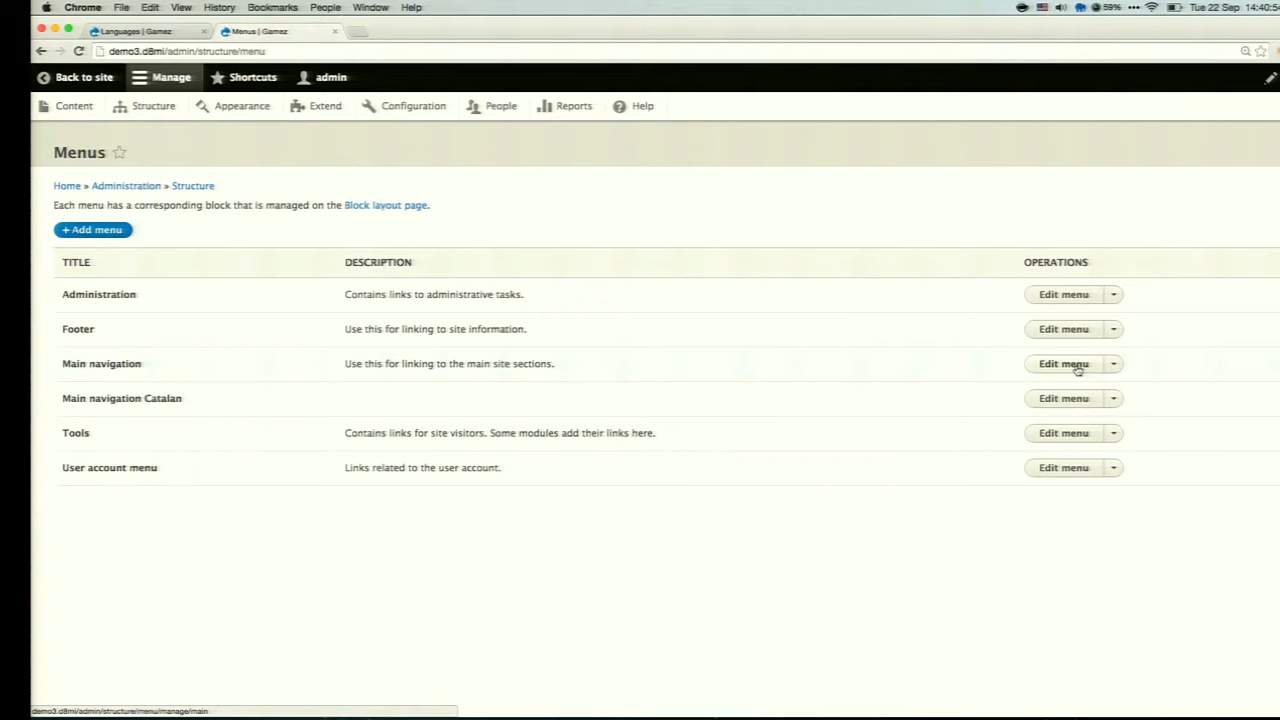 Chrome File Edit View History Bookmarks People Window Help 59% Tue 22 Sep 14:40:5
Languages | Gamez × Menus | Gamez ×
demo3.d8mi/admin/structure/menu
Back to site Manage Shortcuts admin
Content Structure Appearance Extend Configuration People Reports Help
Menus
Home » Administration » Structure
Each menu has a corresponding block that is managed on the Block layout page.
+ Add menu
TITLE DESCRIPTION OPERATIONS
Administration Contains links to administrative tasks. Edit menu
Footer Use this for linking to site information. Edit menu
Main navigation Use this for linking to the main site sections. Edit menu
Main navigation Catalan Edit menu
Tools Contains links for site visitors. Some modules add their links here. Edit menu
User account menu Links related to the user account. Edit menu
demo3.d8mi/admin/structure/menu/manage/main